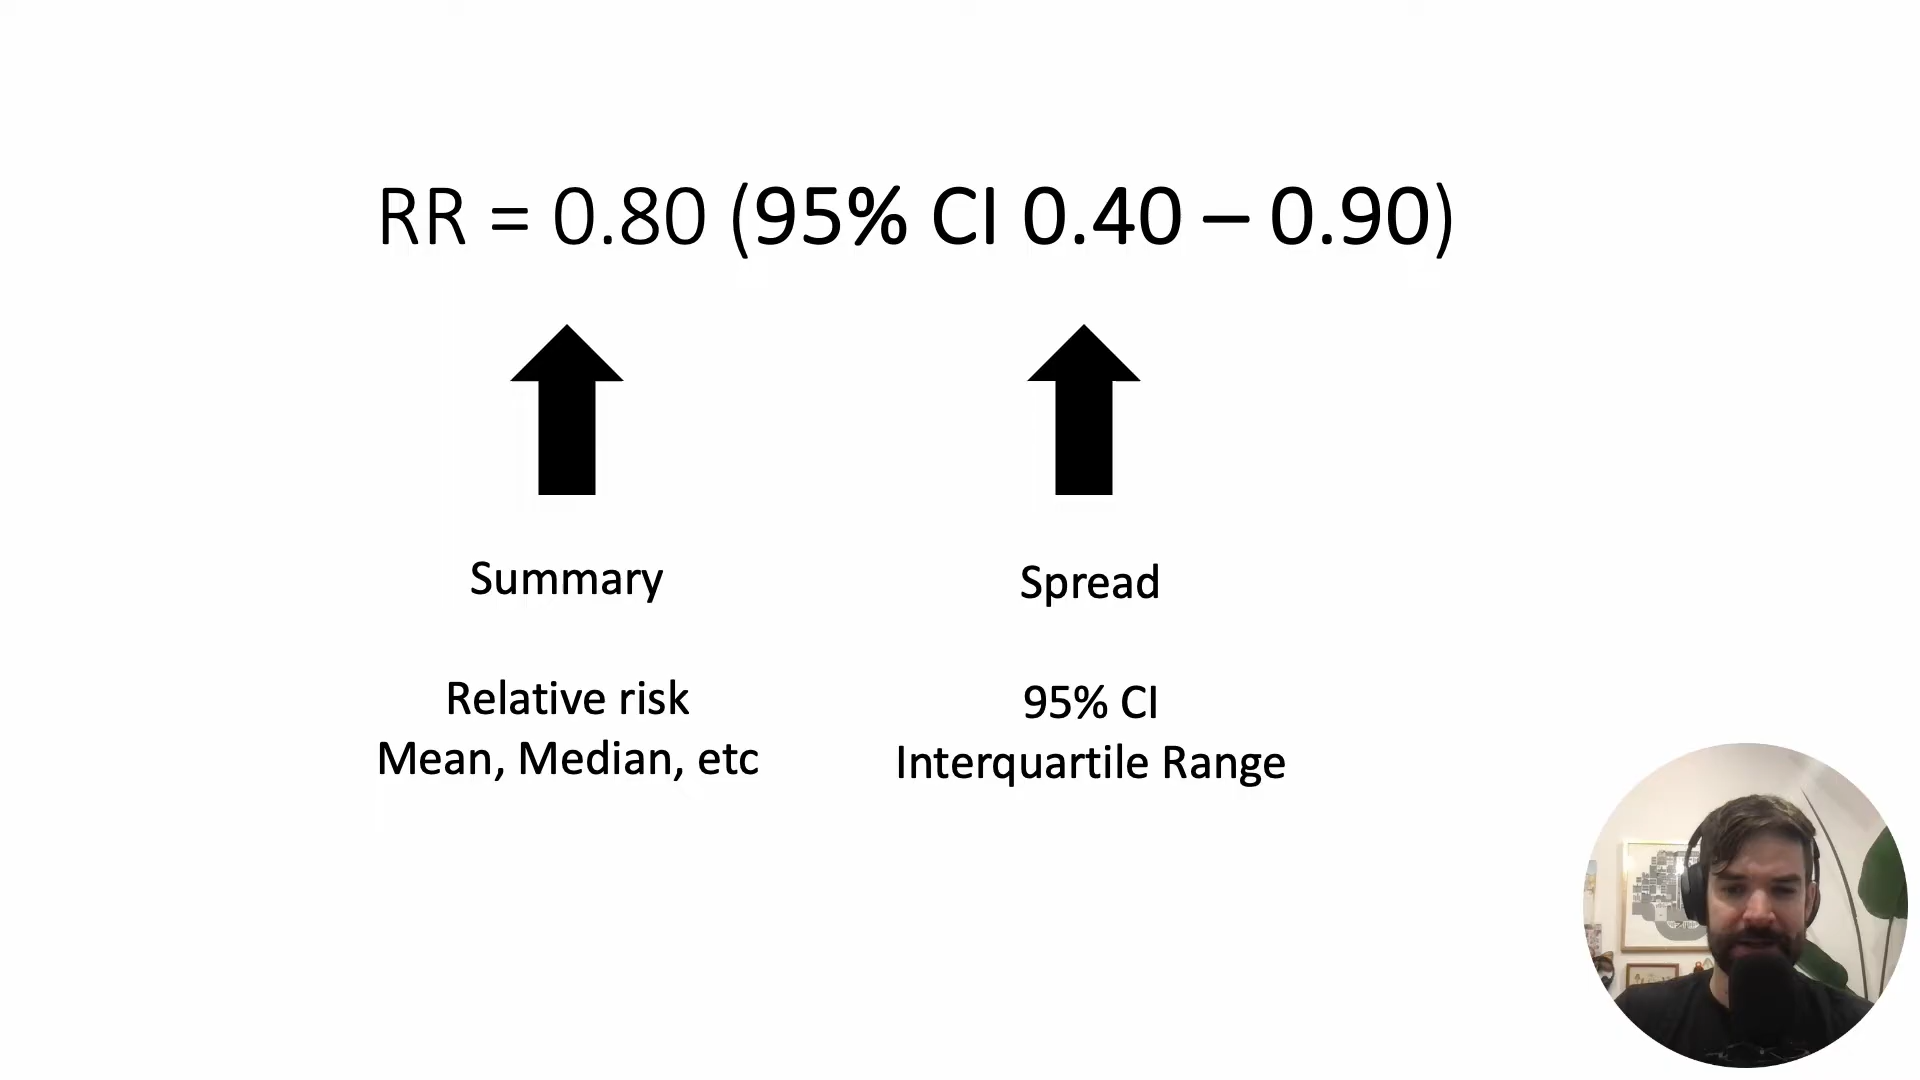 RR = 0.80 (95% CI 0.40 – 0.90)
Summary
Relative risk
Mean, Median, etc
Spread
95% CI
Interquartile Range